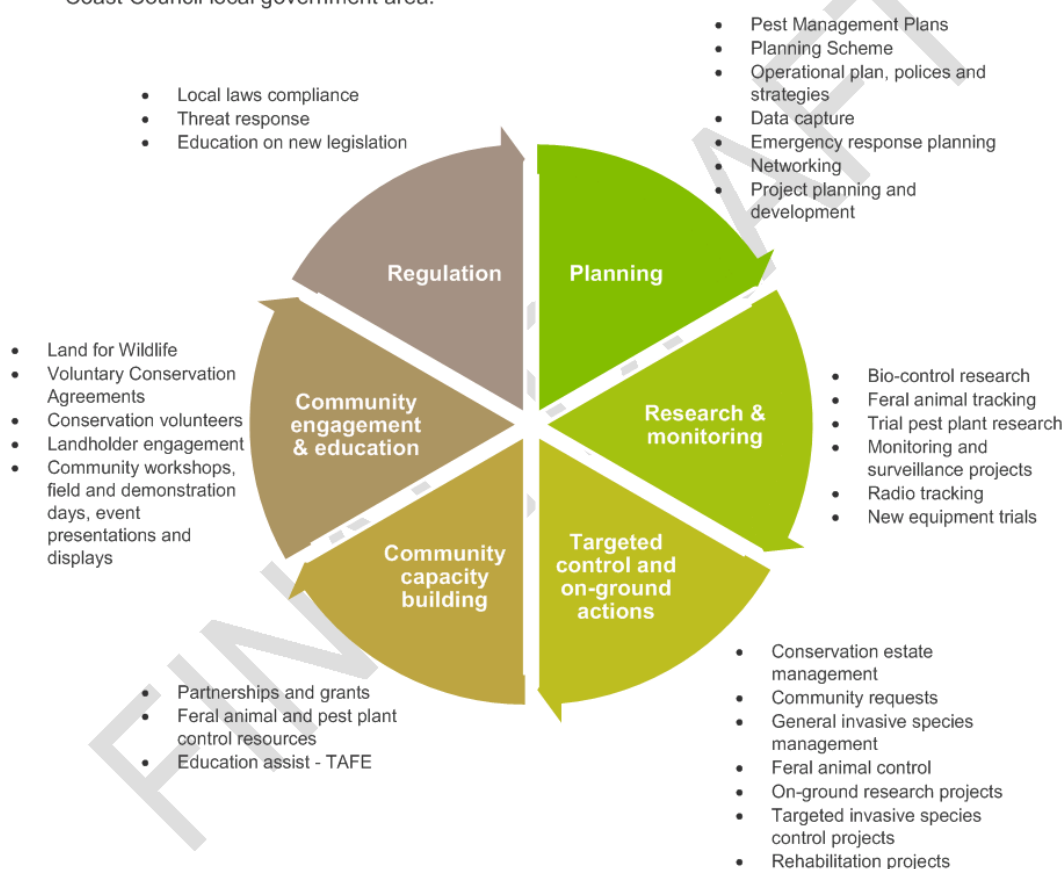 Coast Council local government area.
• Pest Management Plans
• Planning Scheme
• Operational plan, polices and
strategies
• Data capture
• Emergency response planning
• Networking
• Project planning and
development
• Local laws compliance
• Threat response
• Education on new legislation
Regulation
Planning
• Land for Wildlife
• Voluntary Conservation
Agreements
• Conservation volunteers
• Landholder engagement
• Community workshops,
field and demonstration
days, event
presentations and
displays
Community
engagement
& education
Research &
monitoring
• Bio-control research
• Feral animal tracking
• Trial pest plant research
• Monitoring and
surveillance projects
• Radio tracking
• New equipment trials
Community
capacity
building
Targeted
control and
on-ground
actions
• Partnerships and grants
• Feral animal and pest plant
control resources
• Education assist - TAFE
• Conservation estate
management
• Community requests
• General invasive species
management
• Feral animal control
• On-ground research projects
• Targeted invasive species
control projects
• Rehabilitation projects